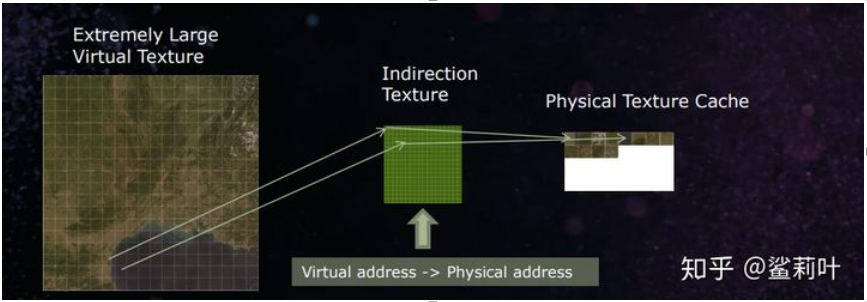 Extremely Large
Virtual Texture
Indirection
Texture
Physical Texture Cache
Virtual address -> Physical address
知乎 @鲨莉叶